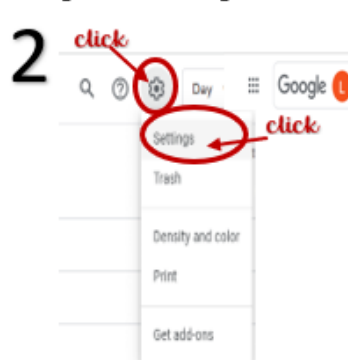 click
2
Day
Google L
click
Settings
Trash
Density and color
Print
Get add-ons